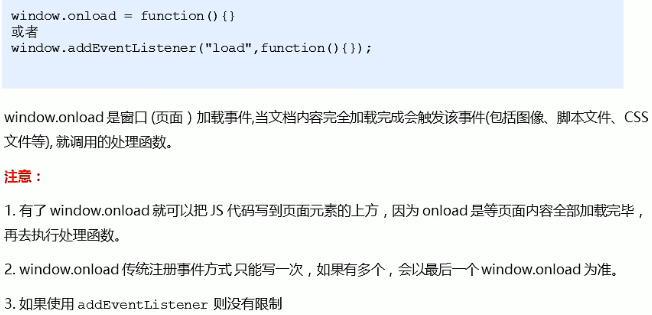 window.onload = function(){}
或者
window.addEventListener("load",function(){});
window.onload 是窗口 (页面）加载事件,当文档内容完全加载完成会触发该事件(包括图像、脚本文件、CSS
文件等), 就调用的处理函数。
注意：
1. 有了 window.onload 就可以把 JS 代码写到页面元素的上方，因为 onload 是等页面内容全部加载完毕，
再去执行处理函数。
2. window.onload 传统注册事件方式 只能写一次，如果有多个，会以最后一个 window.onload 为准。
3. 如果使用 addEventListener 则没有限制